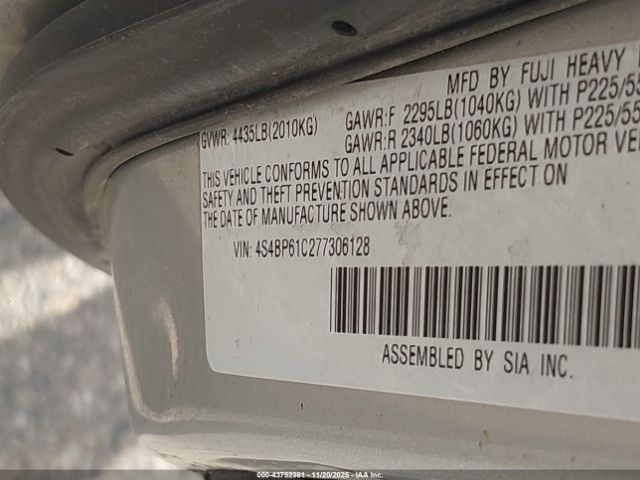 MFD BY FUJI HEAVY
GVWR: 4435LB(2010KG) GAWR:F 2295LB(1040KG) WITH P225/55
GAWR:R 2340LB(1060KG) WITH P225/55
THIS VEHICLE CONFORMS TO ALL APPLICABLE FEDERAL MOTOR VE
SAFETY AND THEFT PREVENTION STANDARDS IN EFFECT ON
THE DATE OF MANUFACTURE SHOWN ABOVE.
VIN: 4S4BP61C277306128
ASSEMBLED BY SIA INC.
000-43752381 - 11/20/2025 - IAA Inc.